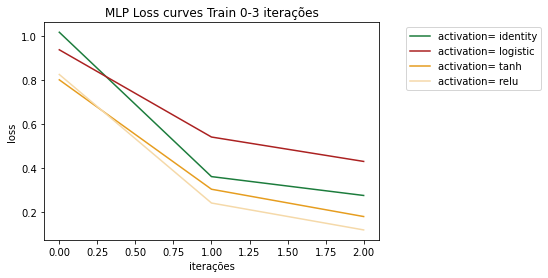 MLP Loss curves Train 0-3 iterações
activation= identity
activation= logistic
activation= tanh
activation= relu
loss
1.0
0.8
0.6
0.4
0.2
0.00 0.25 0.50 0.75 1.00 1.25 1.50 1.75 2.00
iterações